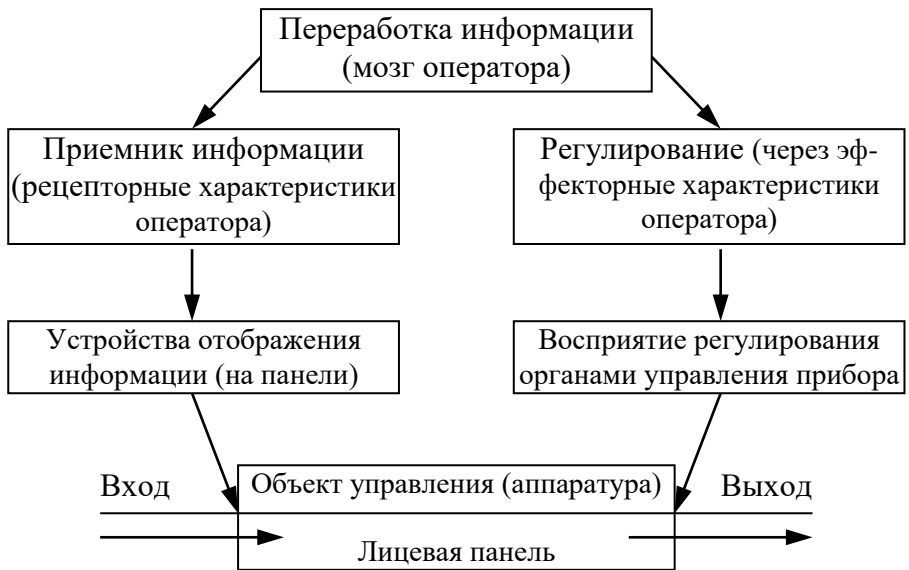 Переработка информации
(мозг оператора)
Приемник информации
(рецепторные характеристики
оператора)
Регулирование (через эф-
фекторные характеристики
оператора)
Устройства отображения
информации (на панели)
Восприятие регулирования
органами управления прибора
Вход
Объект управления (аппаратура)
Выход
Лицевая панель